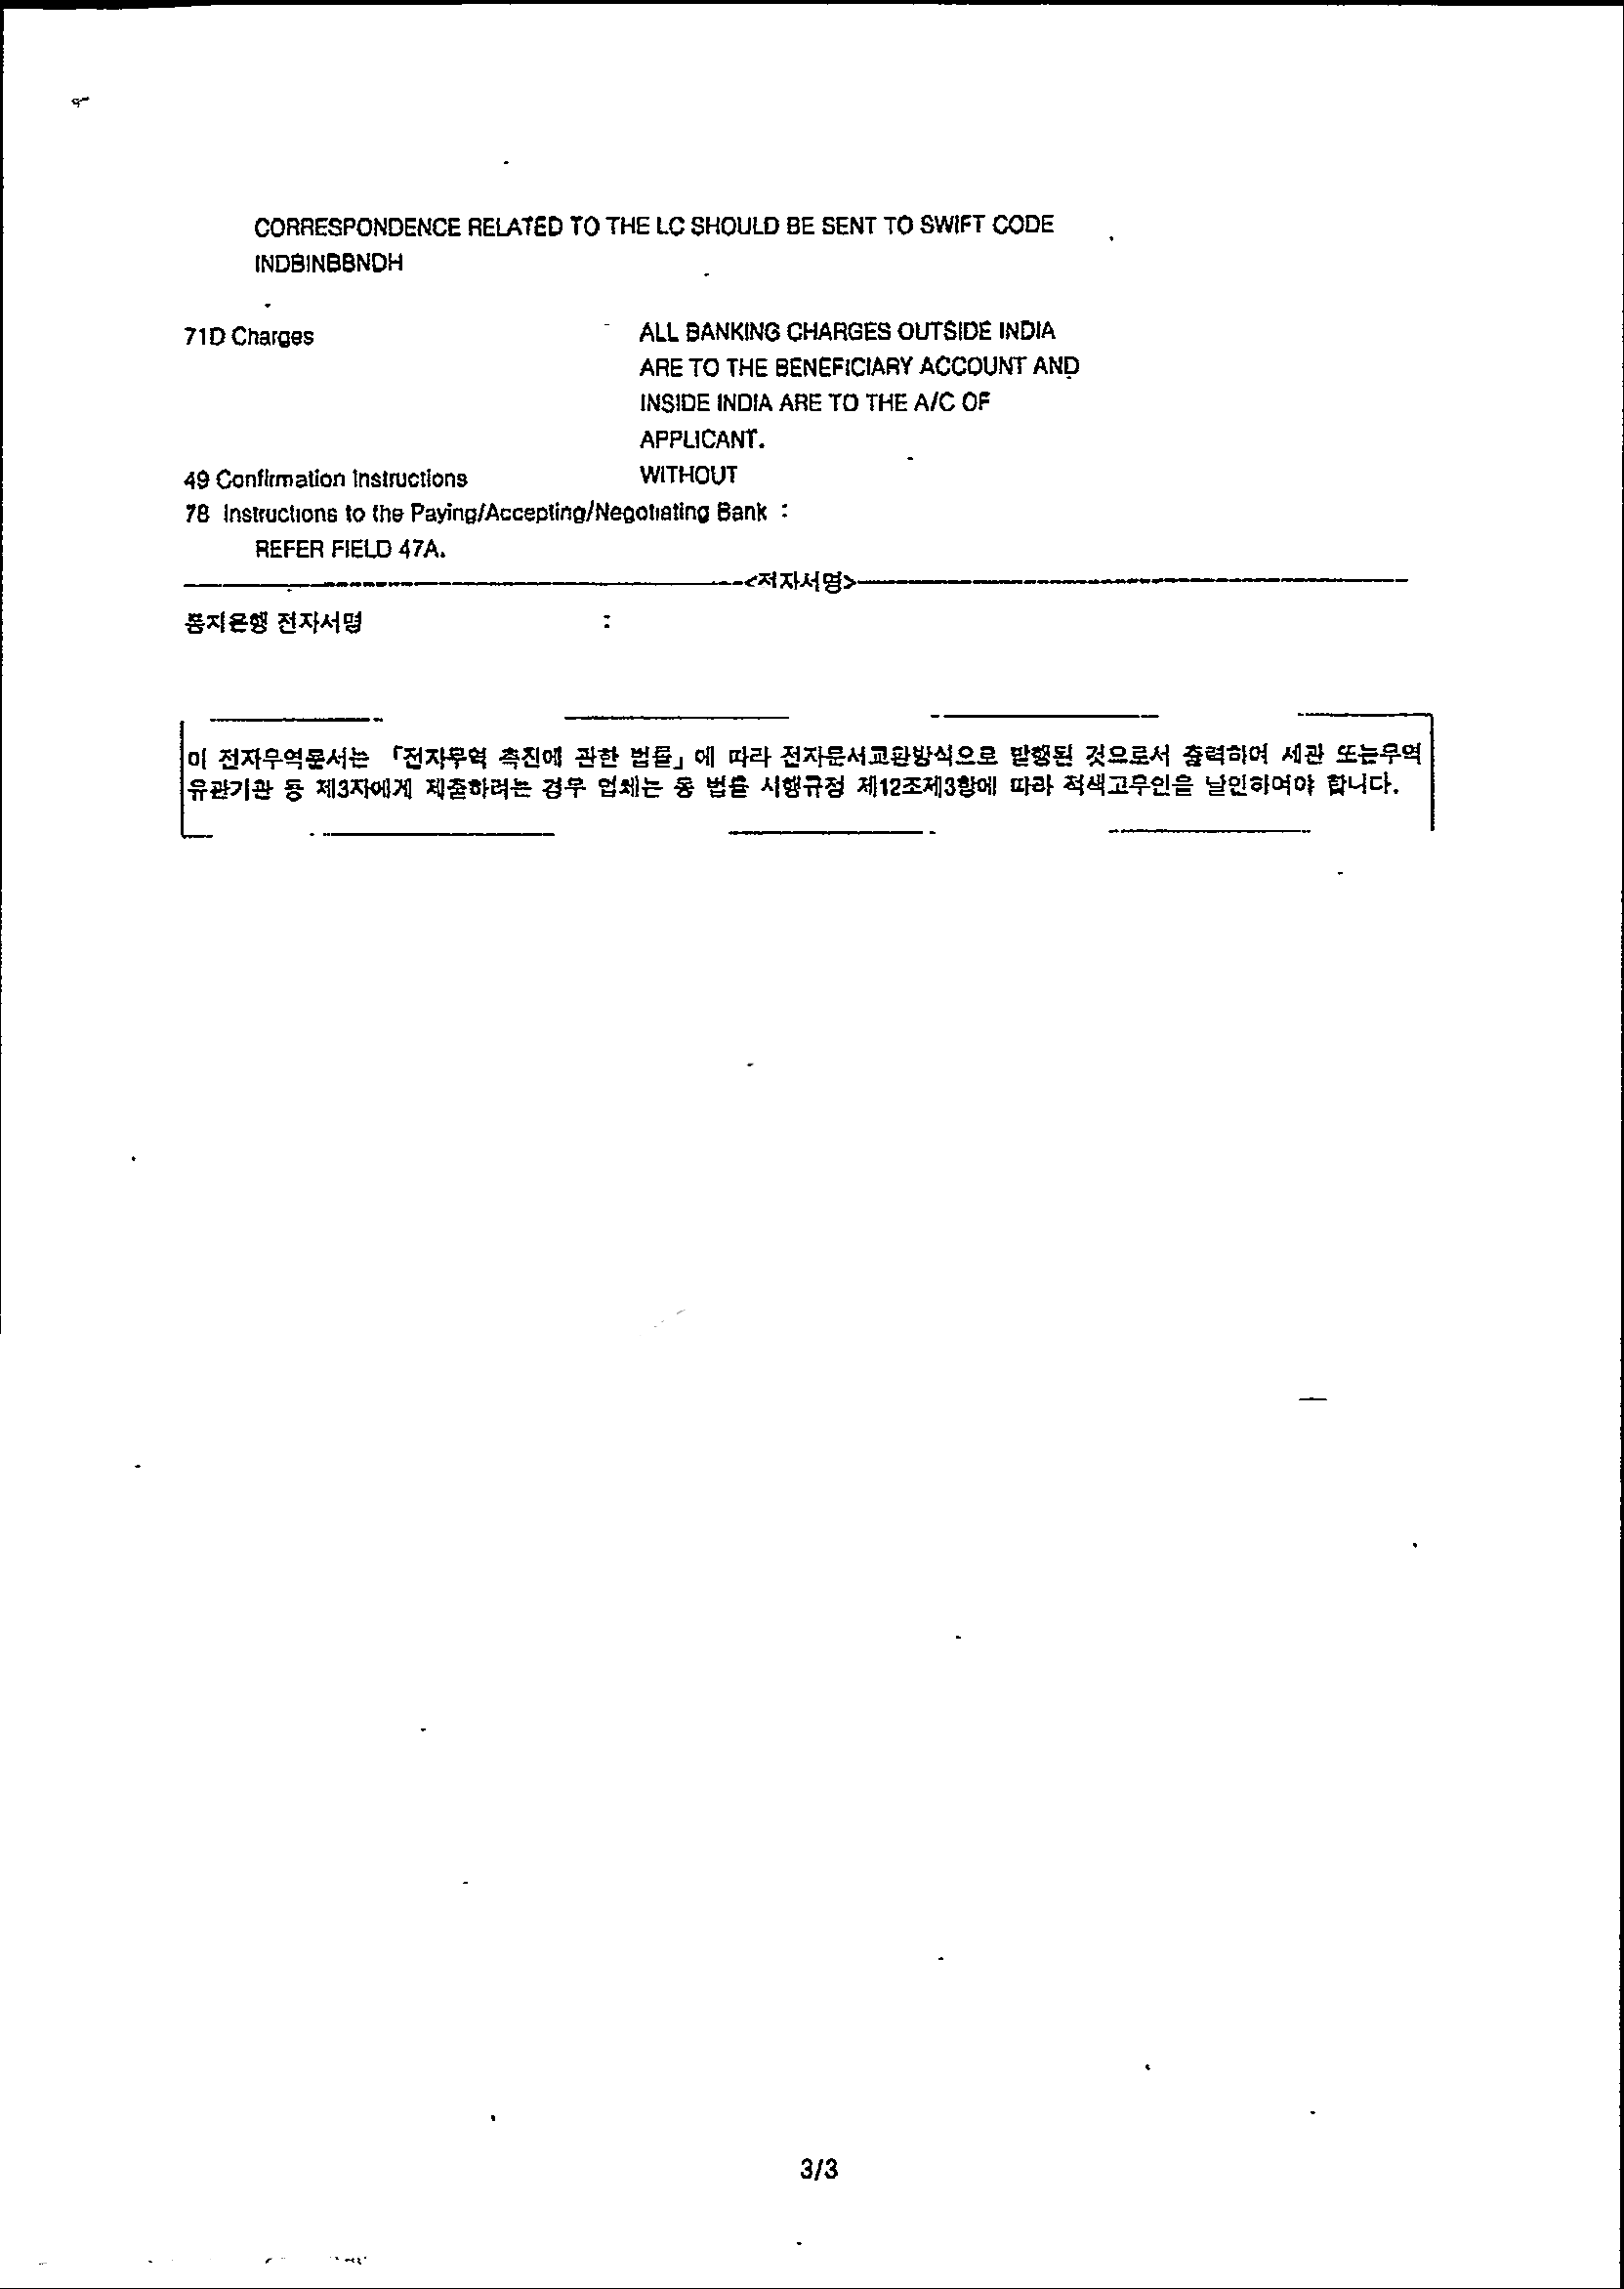 CORRESPONDENCE RELATED TO THE LC SHOULD BE SENT TO SWIFT CODE
INDBINBBNDH
71D Charges ALL BANKING CHARGES OUTSIDE INDIA
ARE TO THE BENEFICIARY ACCOUNT AND
INSIDE INDIA ARE TO THE A/C OF
APPLICANT.
49 Confirmation Instructions WITHOUT
78 Instructions to the Paying/Accepting/Negotiating Bank :
REFER FIELD 47A.
<전자서명>
통지은행 전자서명 :
이 전자무역문서는 「전자무역 촉진에 관한 법률」에 따라 전자문서교환방식으로 발행된 것으로서 출력하여 세관 또는무역
유관기관 등 제3자에게 제출하려는 경우 업체는 동 법률 시행규정 제12조제3항에 따라 적색고무인을 날인하여야 합니다.
3/3